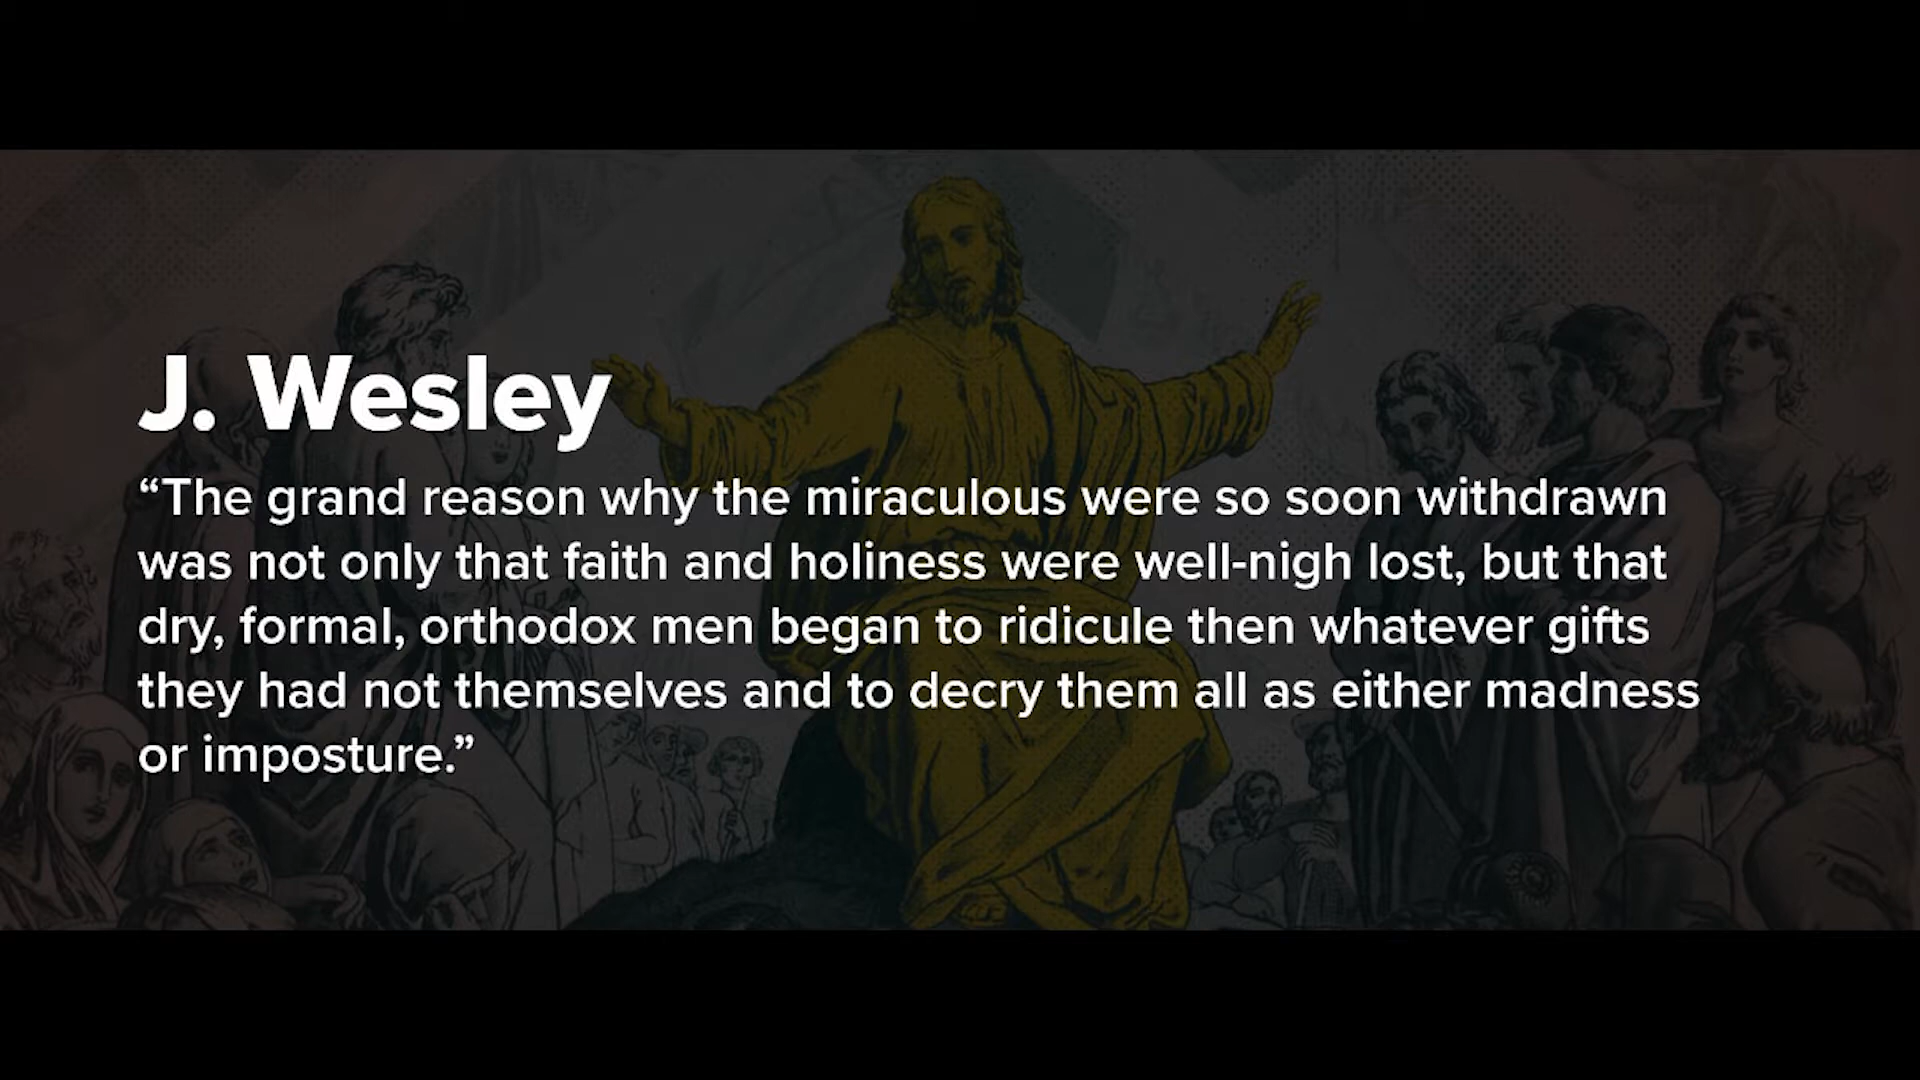 J. Wesley
“The grand reason why the miraculous were so soon withdrawn
was not only that faith and holiness were well-nigh lost, but that
dry, formal, orthodox men began to ridicule then whatever gifts
they had not themselves and to decry them all as either madness
or imposture.”